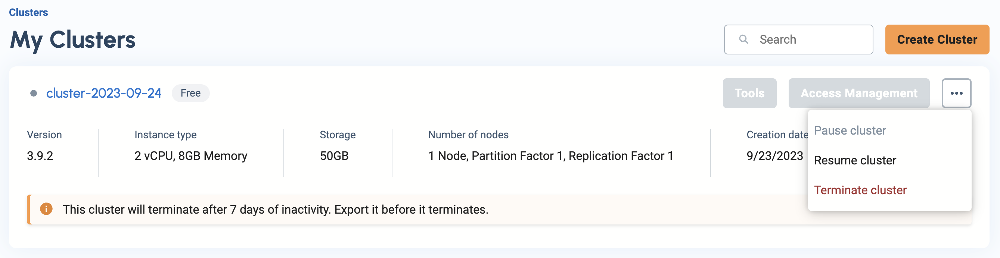 Clusters
My Clusters
Search
Create Cluster
cluster-2023-09-24
Free
Tools
Access Management
Version
3.9.2
Instance type
2 vCPU, 8GB Memory
Storage
50GB
Number of nodes
1 Node, Partition Factor 1, Replication Factor 1
Creation date
9/23/2023
Pause cluster
Resume cluster
Terminate cluster
This cluster will terminate after 7 days of inactivity. Export it before it terminates.